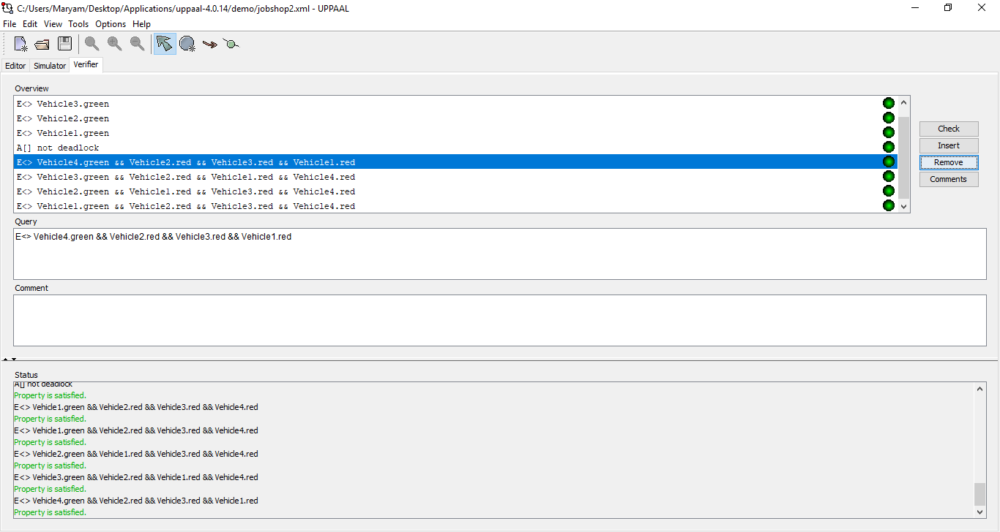 C:/Users/Maryam/Desktop/Applications/uppaal-4.0.14/demo/jobshop2.xml - UPPAAL
File Edit View Tools Options Help
Editor Simulator Verifier
Overview
E<> Vehicle3.green
E<> Vehicle2.green
E<> Vehicle1.green
A[] not deadlock
E<> Vehicle4.green && Vehicle2.red && Vehicle3.red && Vehicle1.red
E<> Vehicle3.green && Vehicle2.red && Vehicle1.red && Vehicle4.red
E<> Vehicle2.green && Vehicle1.red && Vehicle3.red && Vehicle4.red
E<> Vehicle1.green && Vehicle2.red && Vehicle3.red && Vehicle4.red
Check
Insert
Remove
Comments
Query
E<> Vehicle4.green && Vehicle2.red && Vehicle3.red && Vehicle1.red
Comment
Status
A[] not deadlock
Property is satisfied.
E<> Vehicle1.green && Vehicle2.red && Vehicle3.red && Vehicle4.red
Property is satisfied.
E<> Vehicle1.green && Vehicle2.red && Vehicle3.red && Vehicle4.red
Property is satisfied.
E<> Vehicle2.green && Vehicle1.red && Vehicle3.red && Vehicle4.red
Property is satisfied.
E<> Vehicle3.green && Vehicle2.red && Vehicle1.red && Vehicle4.red
Property is satisfied.
E<> Vehicle4.green && Vehicle2.red && Vehicle3.red && Vehicle1.red
Property is satisfied.